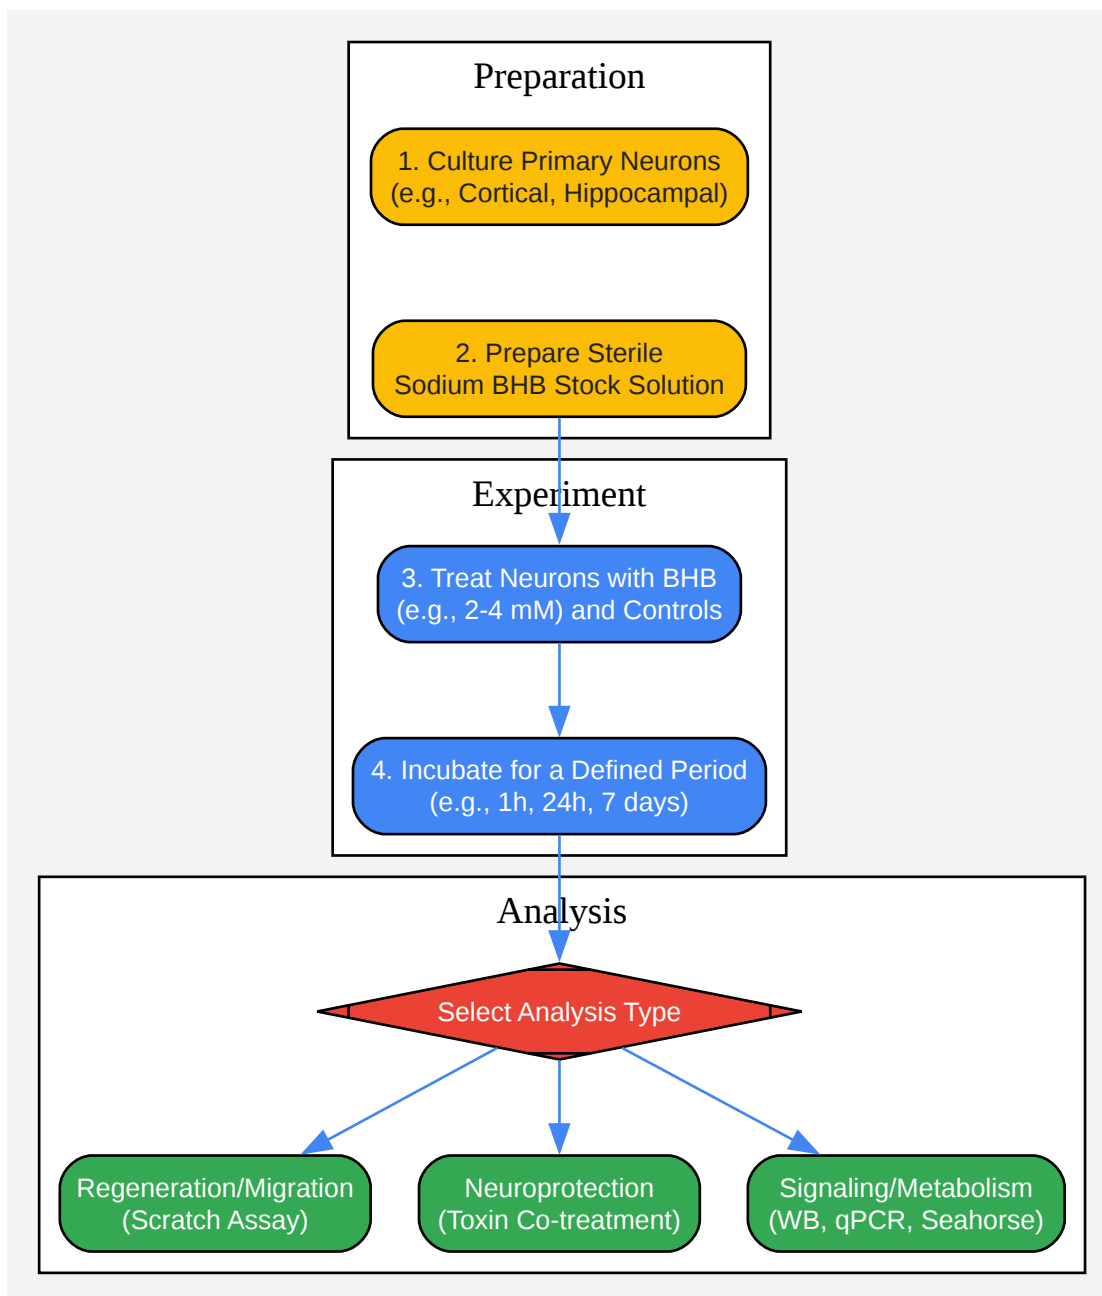 Preparation
1. Culture Primary Neurons
(e.g., Cortical, Hippocampal)
2. Prepare Sterile
Sodium BHB Stock Solution
Experiment
3. Treat Neurons with BHB
(e.g., 2-4 mM) and Controls
4. Incubate for a Defined Period
(e.g., 1h, 24h, 7 days)
Analysis
Select Analysis Type
Regeneration/Migration
(Scratch Assay)
Neuroprotection
(Toxin Co-treatment)
Signaling/Metabolism
(WB, qPCR, Seahorse)